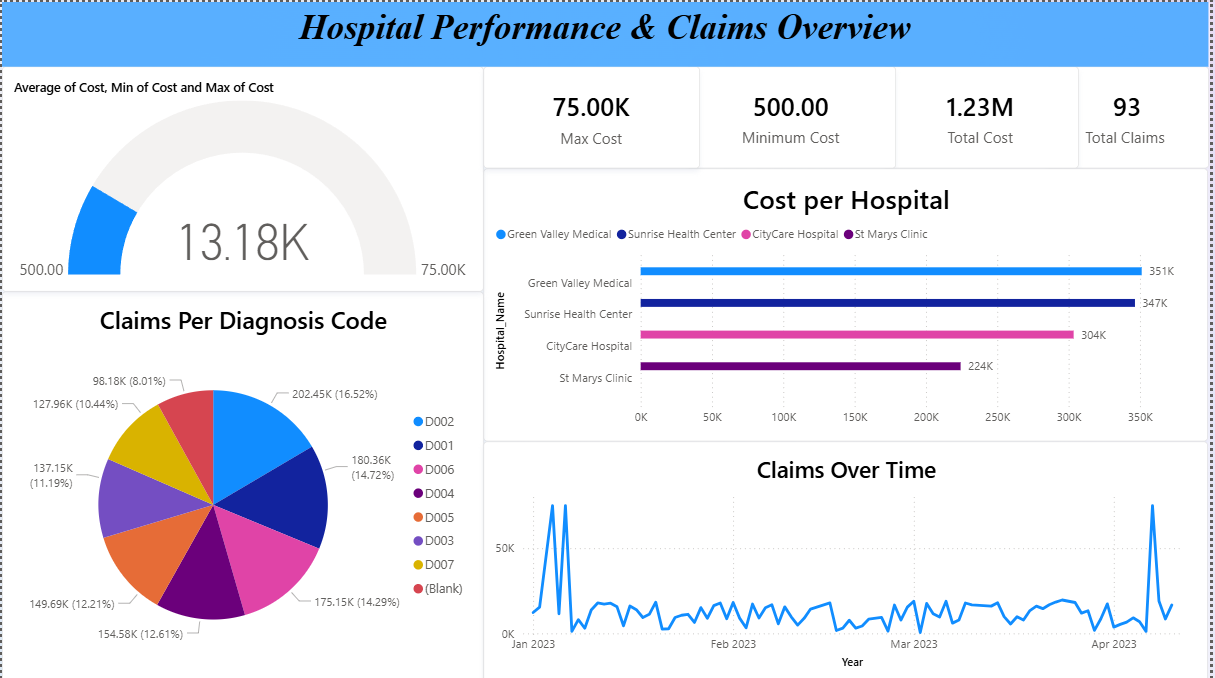 Hospital Performance & Claims Overview
Average of Cost, Min of Cost and Max of Cost
13.18K
500.00
75.00K
75.00K
Max Cost
500.00
Minimum Cost
1.23M
Total Cost
93
Total Claims
Cost per Hospital
Green Valley Medical
Sunrise Health Center
CityCare Hospital
St Marys Clinic
Hospital_Name
Green Valley Medical
351K
Sunrise Health Center
347K
CityCare Hospital
304K
St Marys Clinic
224K
0K
50K
100K
150K
200K
250K
300K
350K
Claims Per Diagnosis Code
98.18K (8.01%)
202.45K (16.52%)
127.96K (10.44%)
137.15K
(11.19%)
180.36K
(14.72%)
149.69K (12.21%)
175.15K (14.29%)
154.58K (12.61%)
D002
D001
D006
D004
D005
D003
D007
(Blank)
Claims Over Time
50K
0K
Jan 2023
Feb 2023
Mar 2023
Apr 2023
Year